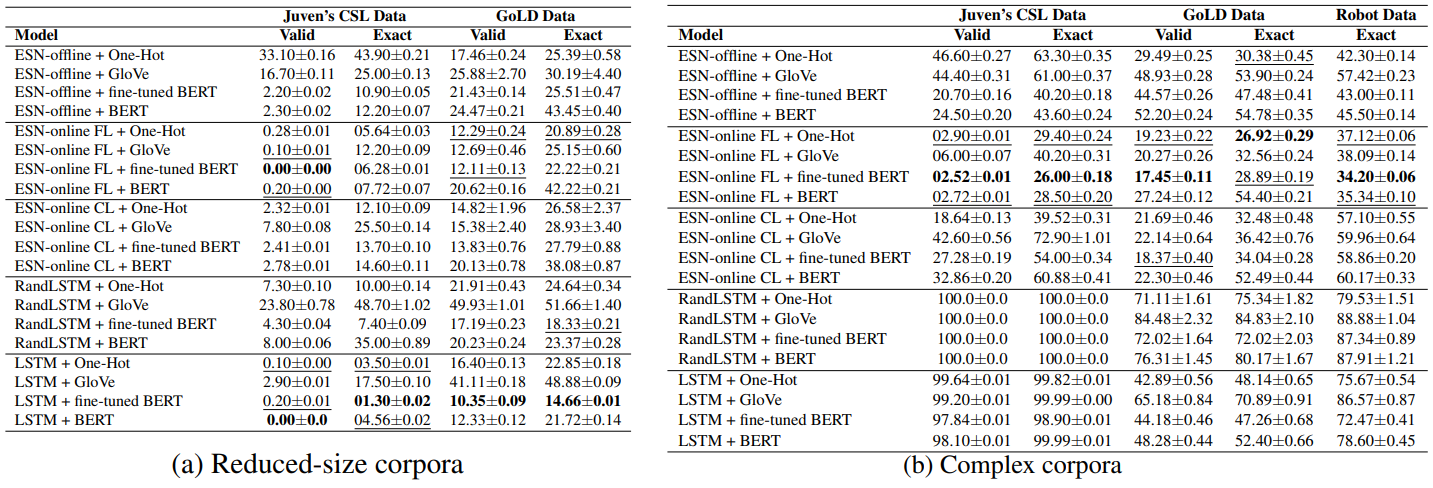 Juven's CSL Data GoLD Data
Model Valid Exact Valid Exact
ESN-offline + One-Hot 33.10±0.16 43.90±0.21 17.46±0.24 25.39±0.58
ESN-offline + GloVe 16.70±0.11 25.00±0.13 25.88±2.70 30.19±4.40
ESN-offline + fine-tuned BERT 2.20±0.02 10.90±0.05 21.43±0.14 25.51±0.47
ESN-offline + BERT 2.30±0.02 12.20±0.07 24.47±0.21 43.45±0.40
ESN-online FL + One-Hot 0.28±0.01 05.64±0.03 12.29±0.24 20.89±0.28
ESN-online FL + GloVe 0.10±0.01 12.20±0.09 12.69±0.46 25.15±0.60
ESN-online FL + fine-tuned BERT 0.00±0.00 06.28±0.01 12.11±0.13 22.22±0.21
ESN-online FL + BERT 0.20±0.00 07.72±0.07 20.62±0.16 42.22±0.21
ESN-online CL + One-Hot 2.32±0.01 12.10±0.09 14.82±1.96 26.58±2.37
ESN-online CL + GloVe 7.80±0.08 25.50±0.14 15.38±2.40 28.93±3.40
ESN-online CL + fine-tuned BERT 2.41±0.01 13.70±0.10 13.83±0.76 27.79±0.88
ESN-online CL + BERT 2.78±0.01 14.60±0.11 20.13±0.78 38.08±0.87
RandLSTM + One-Hot 7.30±0.10 10.00±0.14 21.91±0.43 24.64±0.34
RandLSTM + GloVe 23.80±0.78 48.70±1.02 49.93±1.01 51.66±1.40
RandLSTM + fine-tuned BERT 4.30±0.04 7.40±0.09 17.19±0.23 18.33±0.21
RandLSTM + BERT 8.00±0.06 35.00±0.89 20.23±0.24 23.37±0.28
LSTM + One-Hot 0.10±0.00 03.50±0.01 16.40±0.13 22.85±0.18
LSTM + GloVe 2.90±0.01 17.50±0.10 41.11±0.18 48.88±0.09
LSTM + fine-tuned BERT 0.20±0.01 01.30±0.02 10.35±0.09 14.66±0.01
LSTM + BERT 0.00±0.0 04.56±0.02 12.33±0.12 21.72±0.14
(a) Reduced-size corpora
Juven's CSL Data GoLD Data Robot Data
Model Valid Exact Valid Exact Exact
ESN-offline + One-Hot 46.60±0.27 63.30±0.35 29.49±0.25 30.38±0.45 42.30±0.14
ESN-offline + GloVe 44.40±0.31 61.00±0.37 48.93±0.28 53.90±0.24 57.42±0.23
ESN-offline + fine-tuned BERT 20.70±0.16 40.20±0.18 44.57±0.26 47.48±0.41 43.00±0.11
ESN-offline + BERT 24.50±0.20 43.60±0.24 52.20±0.24 54.78±0.35 45.50±0.14
ESN-online FL + One-Hot 02.90±0.01 29.40±0.24 19.23±0.22 26.92±0.29 37.12±0.06
ESN-online FL + GloVe 06.00±0.07 40.20±0.31 20.27±0.26 32.56±0.24 38.09±0.14
ESN-online FL + fine-tuned BERT 02.52±0.01 26.00±0.18 17.45±0.11 28.89±0.19 34.20±0.06
ESN-online FL + BERT 02.72±0.01 28.50±0.20 27.24±0.12 54.40±0.21 35.34±0.10
ESN-online CL + One-Hot 18.64±0.13 39.52±0.31 21.69±0.46 32.48±0.48 57.10±0.55
ESN-online CL + GloVe 42.60±0.56 72.90±1.01 22.14±0.64 36.42±0.76 59.96±0.64
ESN-online CL + fine-tuned BERT 27.28±0.19 54.00±0.34 18.37±0.40 34.04±0.28 58.86±0.20
ESN-online CL + BERT 32.86±0.20 60.88±0.41 22.30±0.46 52.49±0.44 60.17±0.33
RandLSTM + One-Hot 100.0±0.0 100.0±0.0 71.11±1.61 75.34±1.82 79.53±1.51
RandLSTM + GloVe 100.0±0.0 100.0±0.0 84.48±2.32 84.83±2.10 88.88±1.04
RandLSTM + fine-tuned BERT 100.0±0.0 100.0±0.0 72.02±1.64 72.02±2.03 87.34±0.89
RandLSTM + BERT 100.0±0.0 100.0±0.0 76.31±1.45 80.17±1.67 87.91±1.21
LSTM + One-Hot 99.64±0.01 99.82±0.01 42.89±0.56 48.14±0.65 75.67±0.54
LSTM + GloVe 99.20±0.01 99.99±0.00 65.18±0.84 70.89±0.91 86.57±0.87
LSTM + fine-tuned BERT 97.84±0.01 98.90±0.01 44.18±0.46 47.26±0.68 72.47±0.41
LSTM + BERT 98.10±0.01 99.99±0.01 48.28±0.44 52.40±0.66 78.60±0.45
(b) Complex corpora